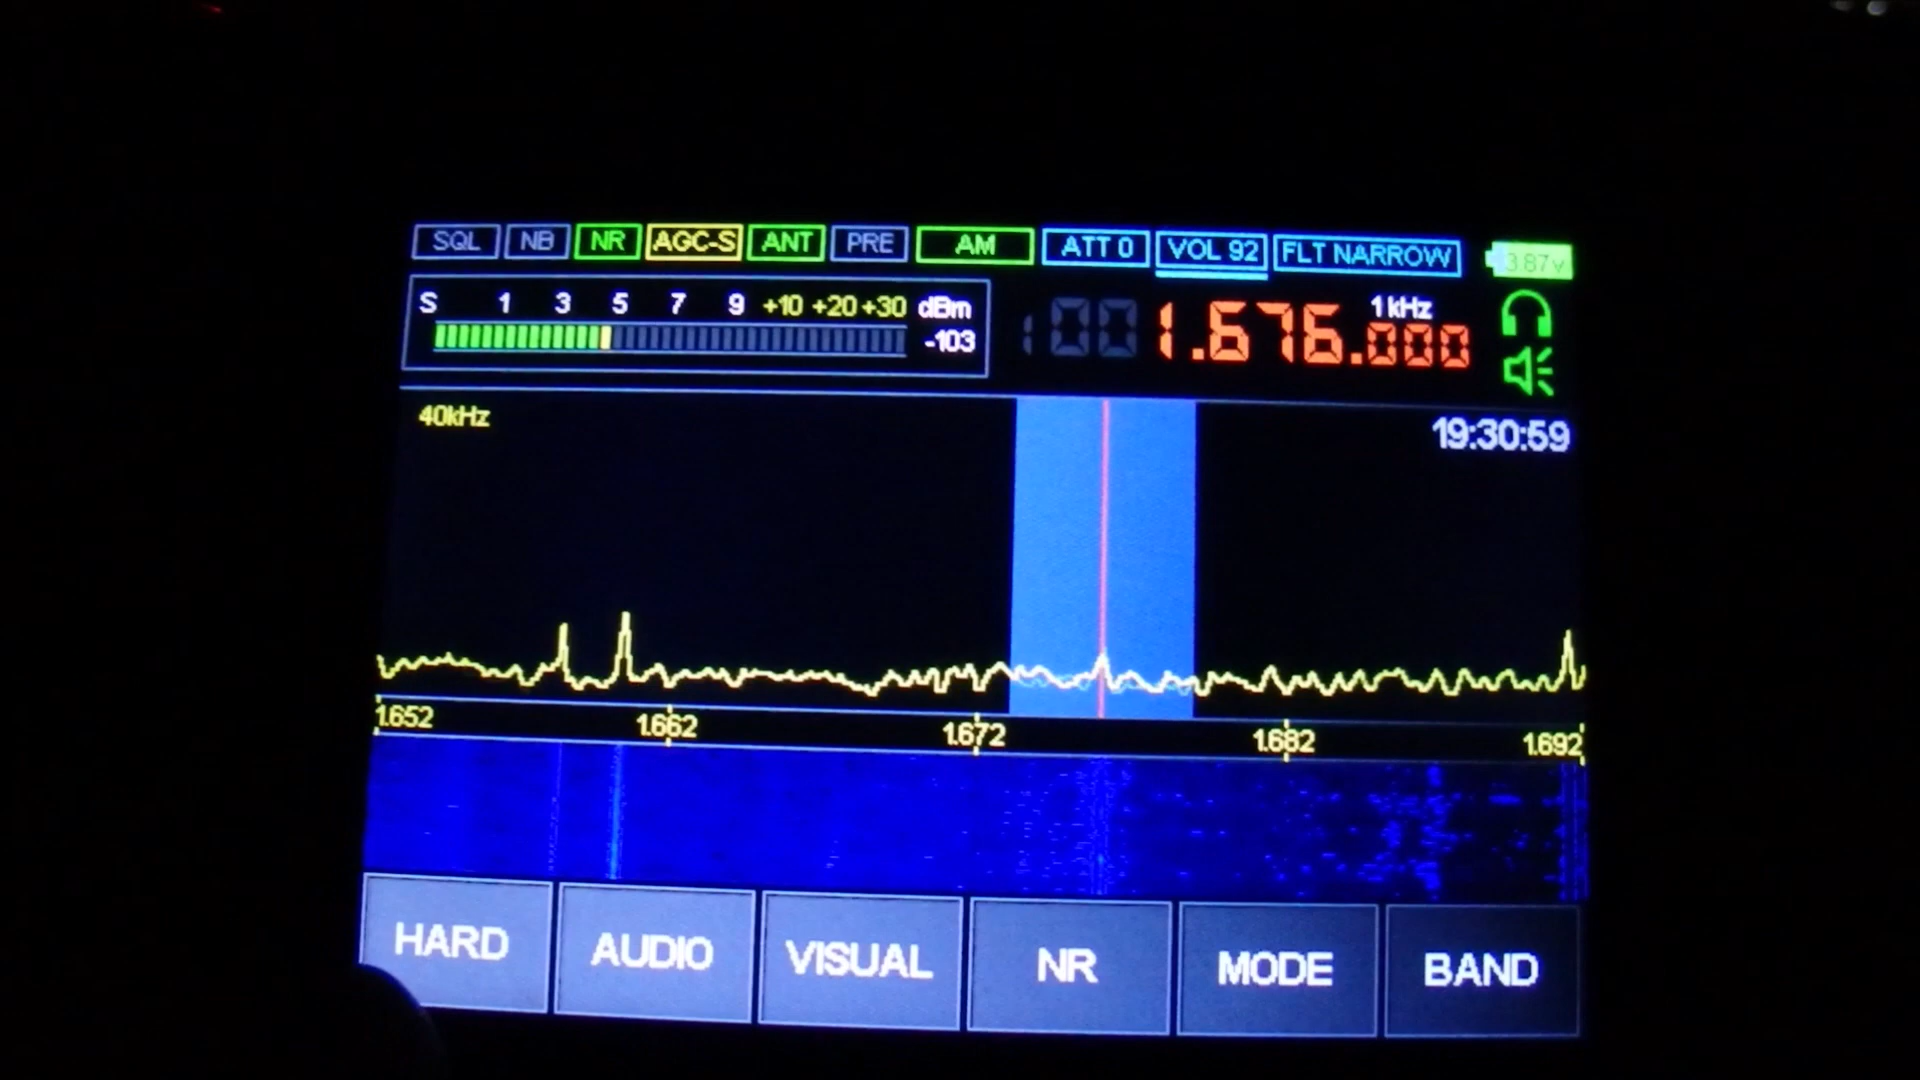 SQL NB NR AGC-S ANT PRE AM ATT 0 VOL 92 FLT NARROW 3.87v
S 1 3 5 7 9 +10 +20 +30 dBm
-103
1 kHz
1.676.000
40kHz
19:30:59
1.652 1.662 1.672 1.682 1.692
HARD AUDIO VISUAL NR MODE BAND